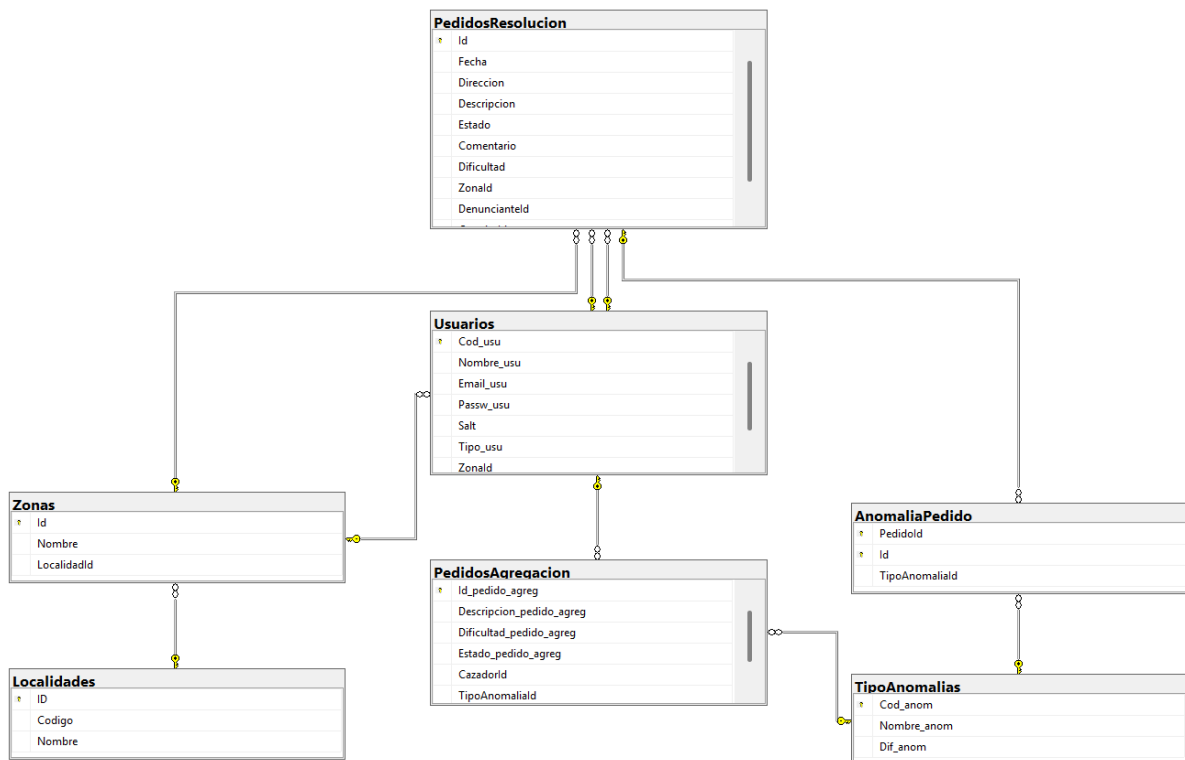 PedidosResolucion
Id
Fecha
Direccion
Descripcion
Estado
Comentario
Dificultad
ZonaId
DenuncianteId
Usuarios
Cod_usu
Nombre_usu
Email_usu
Passw_usu
Salt
Tipo_usu
ZonaId
Zonas
Id
Nombre
LocalidadId
AnomaliaPedido
PedidoId
Id
TipoAnomaliaId
PedidosAgregacion
Id_pedido_agreg
Descripcion_pedido_agreg
Dificultad_pedido_agreg
Estado_pedido_agreg
CazadorId
TipoAnomaliaId
Localidades
ID
Codigo
Nombre
TipoAnomalias
Cod_anom
Nombre_anom
Dif_anom